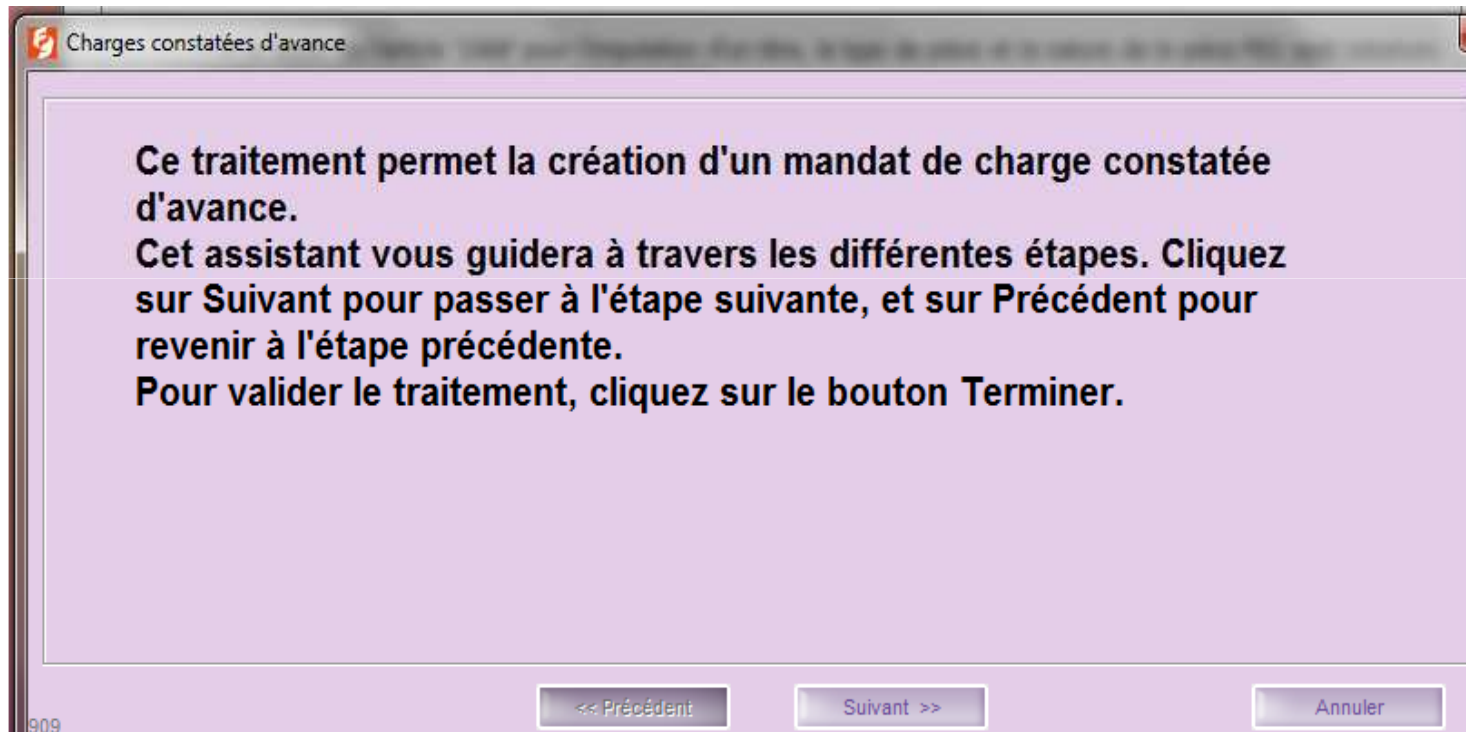 Charges constatées d'avance
Ce traitement permet la création d'un mandat de charge constatée
d'avance.
Cet assistant vous guidera à travers les différentes étapes. Cliquez
sur Suivant pour passer à l'étape suivante, et sur Précédent pour
revenir à l'étape précédente.
Pour valider le traitement, cliquez sur le bouton Terminer.
<< Précédent
Suivant >>
Annuler
909